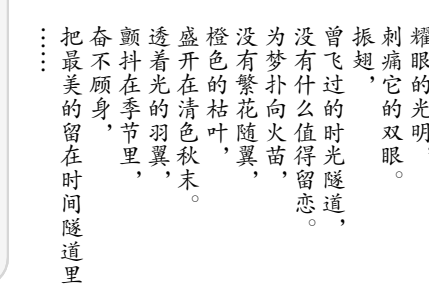 耀眼的光明，
刺痛它的双眼。
振翅，
曾飞过的时光隧道，
没有什么值得留恋。
为梦扑向火苗，
没有繁花随翼，
橙色的枯叶，
盛开在清色秋末。
透着光的羽翼，
颤抖在季节里，
奋不顾身，
把最美的留在时间隧道里
……